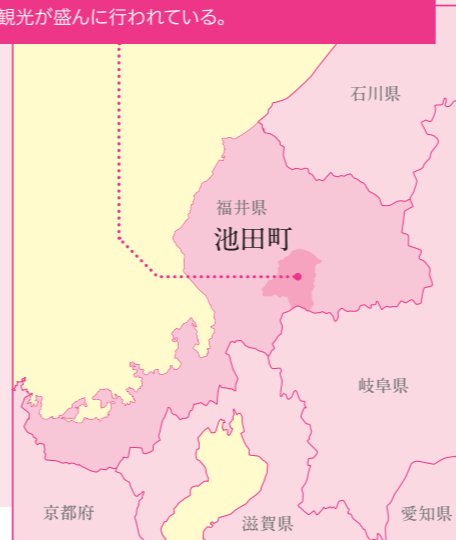 観光が盛んに行われている。
石川県
福井県
池田町
岐阜県
京都府
滋賀県
愛知県